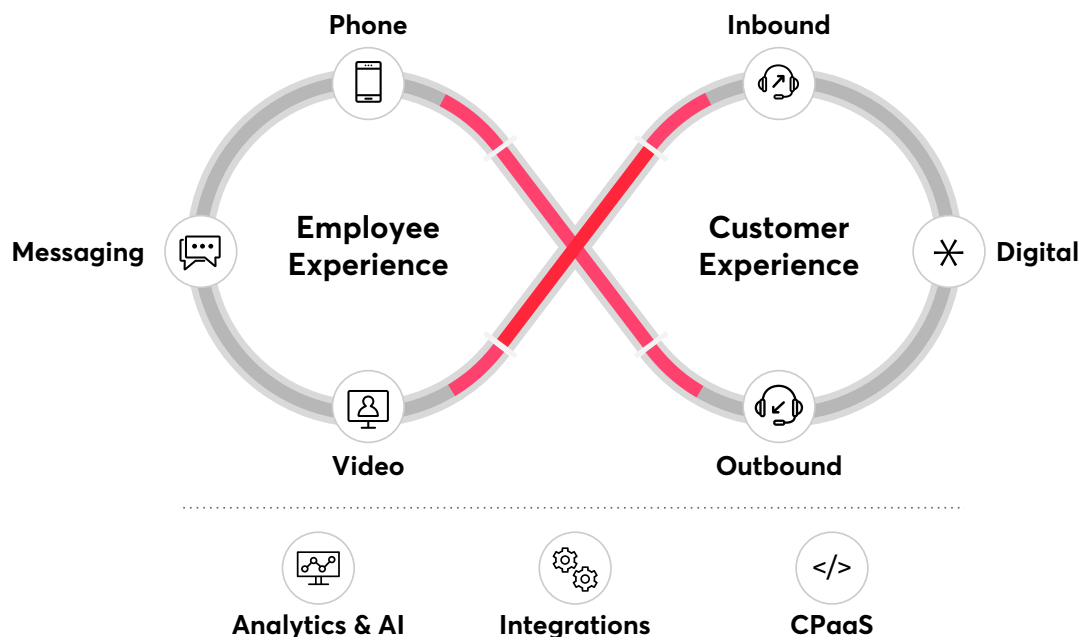 Phone
Inbound
Messaging
Employee
Experience
Customer
Experience
Digital
Video
Outbound
Analytics & AI
Integrations
</>
CPaaS